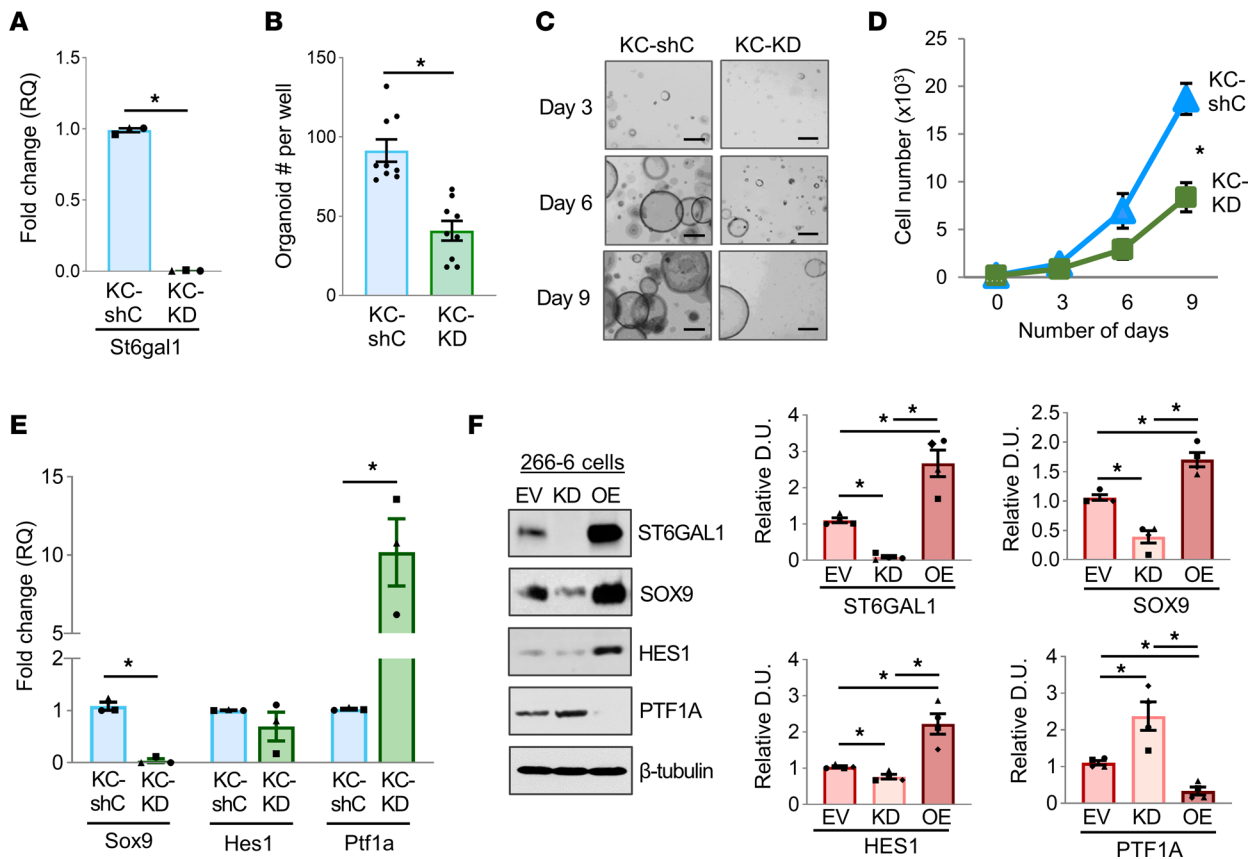 A
Fold change (RQ)
1.5
1.0
0.5
0.0
*
KC-
shC
KC-
KD
St6gal1
B
Organoid # per well
150
100
50
0
*
KC-
shC
KC-
KD
C
KC-shC KC-KD
Day 3
Day 6
Day 9
D
Cell number (x10³)
25
20
15
10
5
0
0 3 6 9
Number of days
KC-
shC
*
KC-
KD
E
Fold change (RQ)
15
10
5
2
1
0
*
*
KC-
shC
KC-
KD
KC-
shC
KC-
KD
KC-
shC
KC-
KD
Sox9 Hes1 Ptf1a
F
266-6 cells
EV KD OE
ST6GAL1
SOX9
HES1
PTF1A
β-tubulin
Relative D.U.
4
3
2
1
0
* *
*
EV KD OE
ST6GAL1
Relative D.U.
2.5
2.0
1.5
1.0
0.5
0.0
* *
*
EV KD OE
SOX9
Relative D.U.
4
3
2
1
0
* *
*
EV KD OE
HES1
Relative D.U.
4
3
2
1
0
*
*
*
EV KD OE
PTF1A